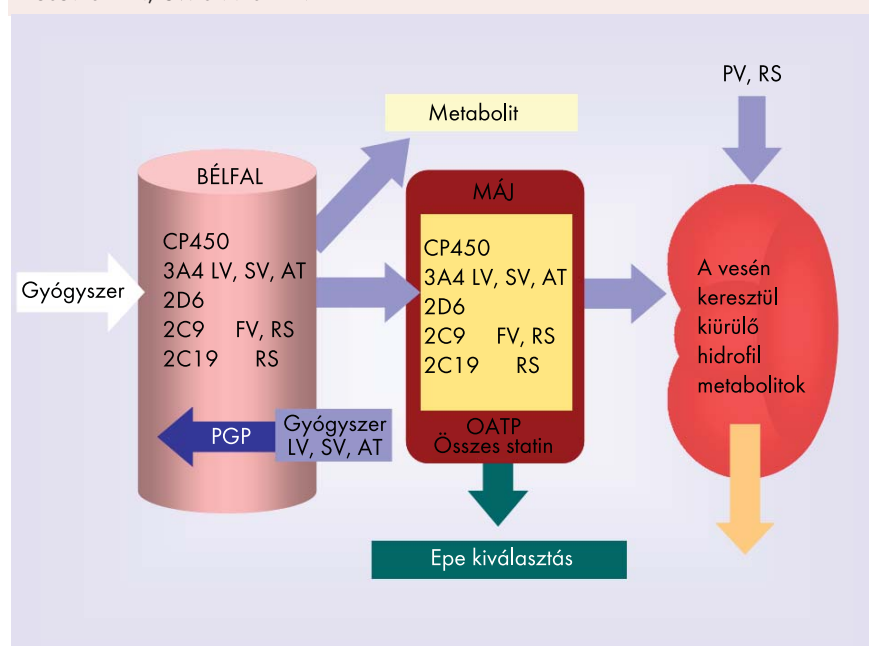 PV, RS
Metabolit
BÉLFAL
MÁJ
Gyógyszer
CP450
3A4 LV, SV, AT
2D6
2C9 FV, RS
2C19 RS
PGP
Gyógyszer
LV, SV, AT
CP450
3A4 LV, SV, AT
2D6
2C9 FV, RS
2C19 RS
OATP
Összes statin
A vesén
keresztül
kiürülő
hidrofil
metabolitok
Epe kiválasztás